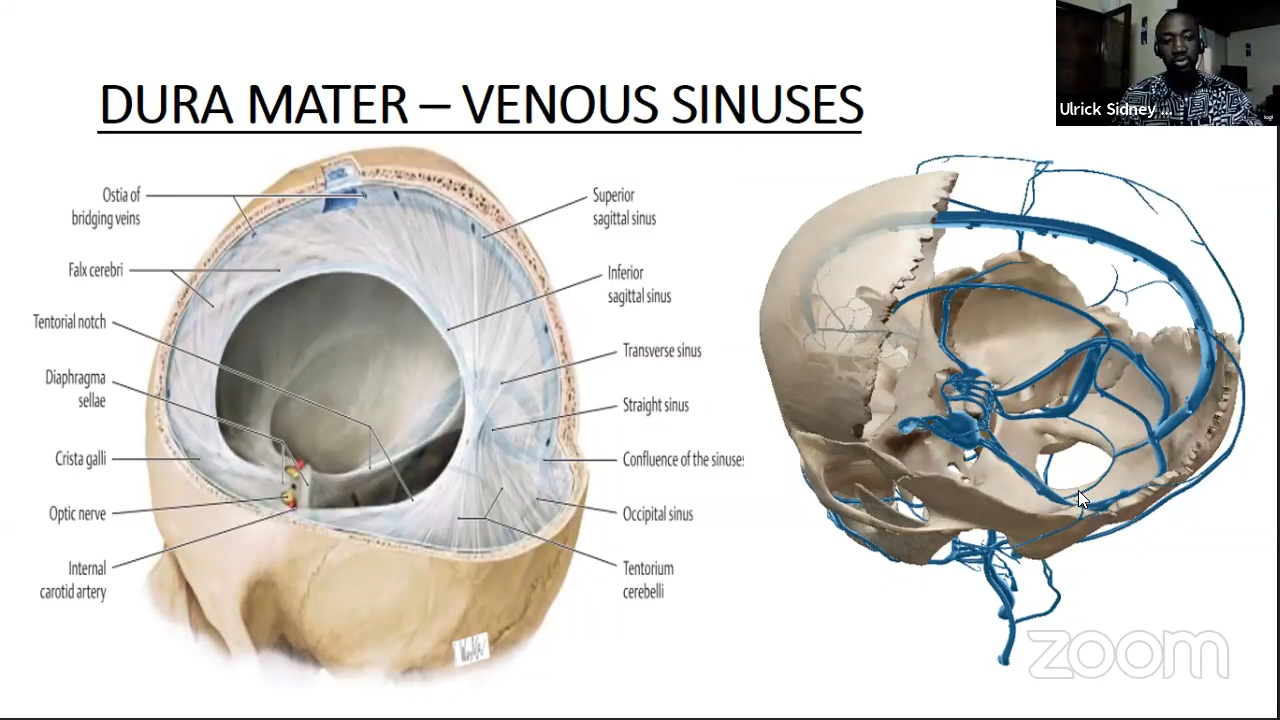 DURA MATER – VENOUS SINUSES
Ulrick Sidney ...
logi
Ostia of
bridging veins
Falx cerebri
Tentorial notch
Diaphragma
sellae
Crista galli
Optic nerve
Internal
carotid artery
Superior
sagittal sinus
Inferior
sagittal sinus
Transverse sinus
Straight sinus
Confluence of the sinuses
Occipital sinus
Tentorium
cerebelli
zoom